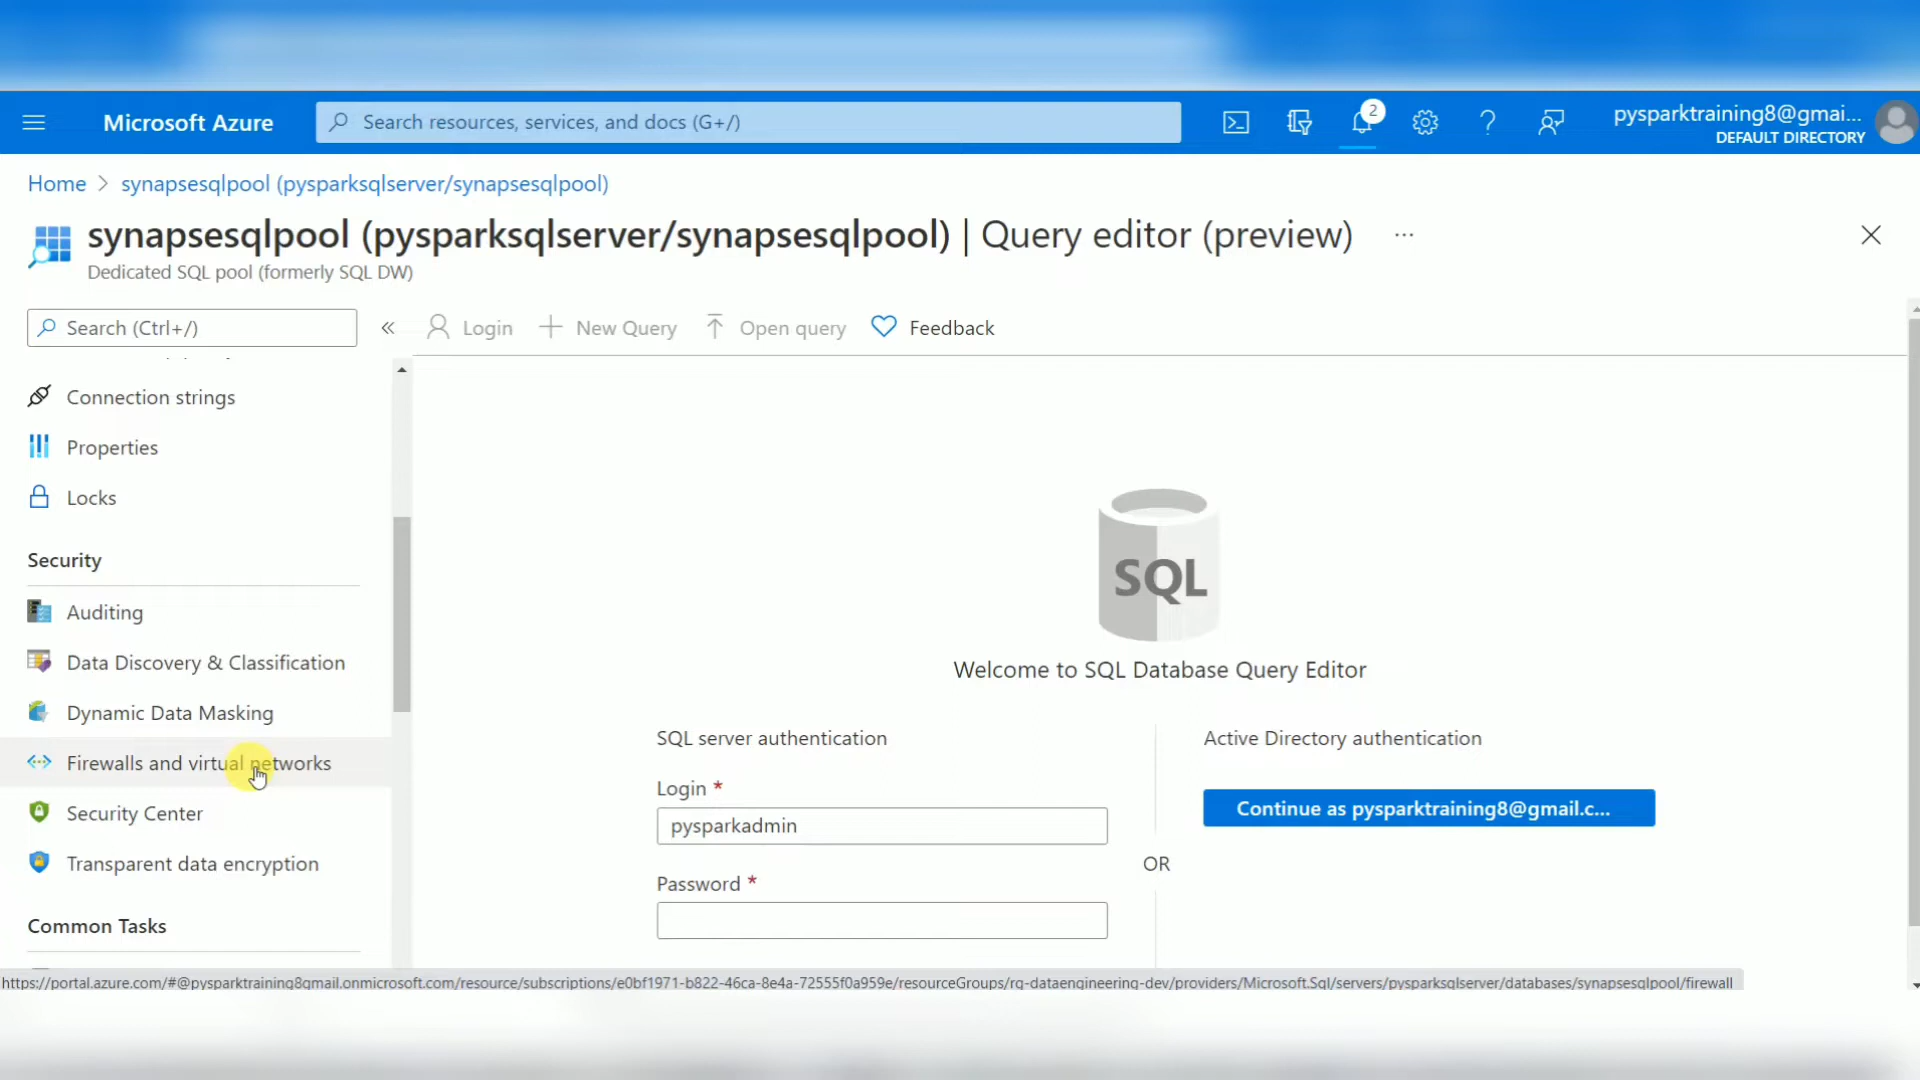 Microsoft Azure
Search resources, services, and docs (G+/)
2
pysparktraining8@gmai...
DEFAULT DIRECTORY
Home > synapsesqlpool (pysparksqlserver/synapsesqlpool)
synapsesqlpool (pysparksqlserver/synapsesqlpool) | Query editor (preview) ...
Dedicated SQL pool (formerly SQL DW)
Search (Ctrl+/)
Login
New Query
Open query
Feedback
Connection strings
Properties
Locks
Security
Auditing
Data Discovery & Classification
Dynamic Data Masking
Firewalls and virtual networks
Security Center
Transparent data encryption
Common Tasks
SQL
Welcome to SQL Database Query Editor
SQL server authentication
Login *
pysparkadmin
Password *
OR
Active Directory authentication
Continue as pysparktraining8@gmail.c...
https://portal.azure.com/#@pysparktraining8gmail.onmicrosoft.com/resource/subscriptions/e0bf1971-b822-46ca-8e4a-72555f0a959e/resourceGroups/rg-dataengineering-dev/providers/Microsoft.Sql/servers/pysparksqlserver/databases/synapsesqlpool/firewall